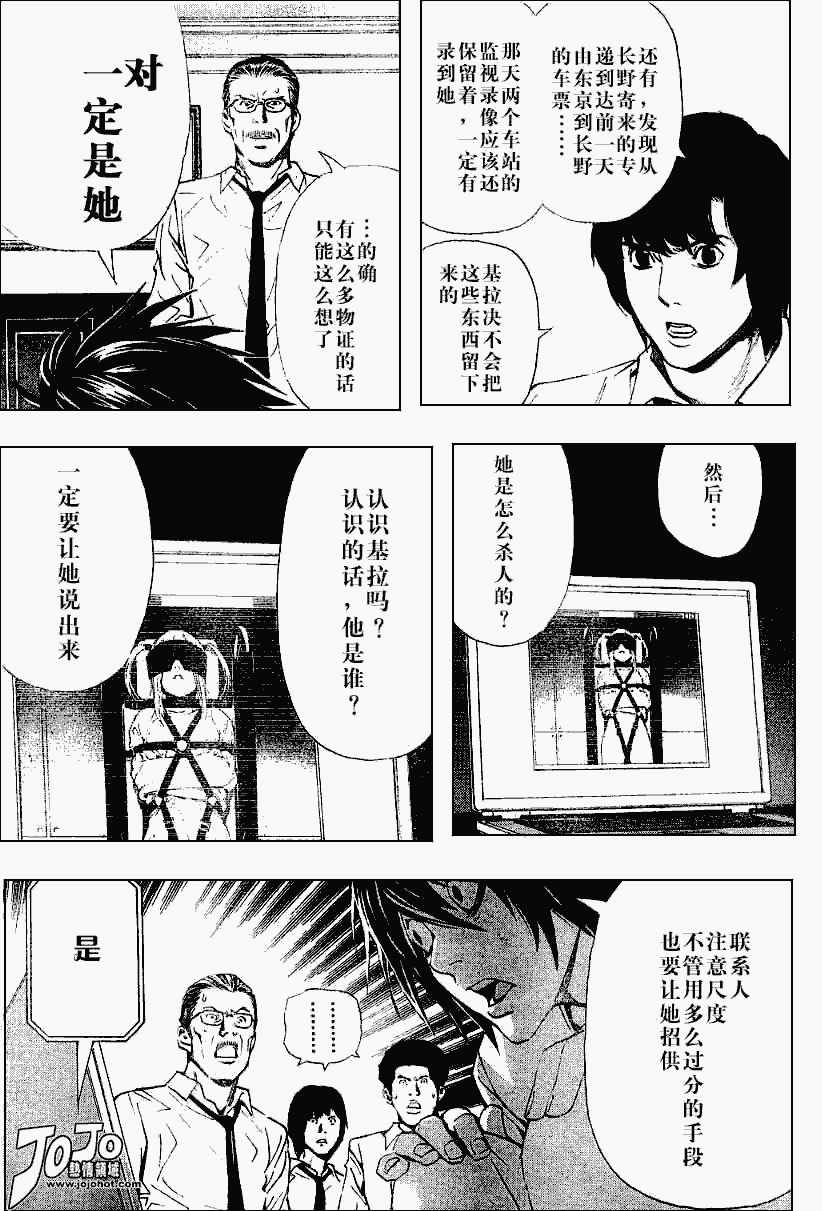 还有，发现从
长野寄来的专
递到达前一天
由东京到长野
的车票……
那天两个车站的
监视录像应该还
保留着，一定有
录到她
基拉决不会把
这些东西留下
来的
…的确
有这么多物证的话
只能这么想了
对
一定是她
然后…
她是怎么杀人的？
认识基拉吗？
认识的话，他是谁？
一定要让她说出来
联系人
注意尺度
不管用多么过分的手段
也要让她招供
…………
是
JOJO
热情领域
www.jojohot.com